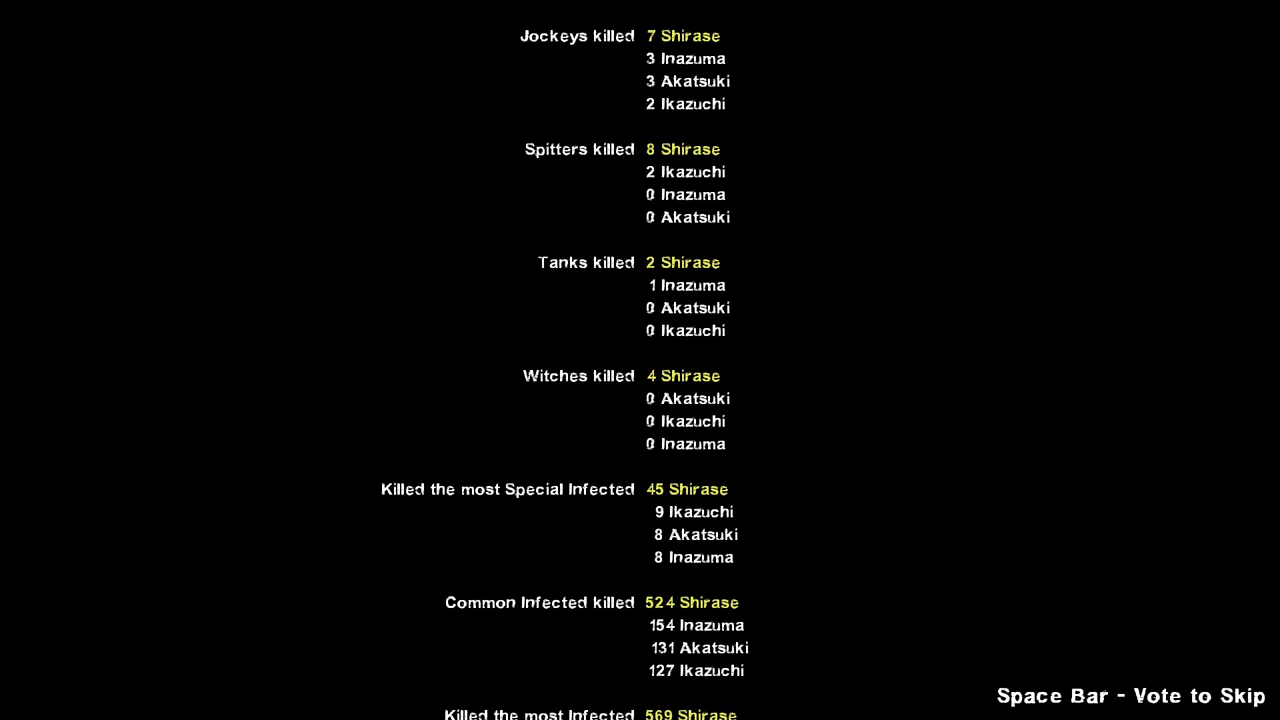 Jockeys killed 7 Shirase
3 Inazuma
3 Akatsuki
2 Ikazuchi
Spitters killed 8 Shirase
2 Ikazuchi
0 Inazuma
0 Akatsuki
Tanks killed 2 Shirase
1 Inazuma
0 Akatsuki
0 Ikazuchi
Witches killed 4 Shirase
0 Akatsuki
0 Ikazuchi
0 Inazuma
Killed the most Special Infected 45 Shirase
9 Ikazuchi
8 Akatsuki
8 Inazuma
Common Infected killed 524 Shirase
154 Inazuma
131 Akatsuki
127 Ikazuchi
Space Bar - Vote to Skip
Killed the most Infected 569 Shirase